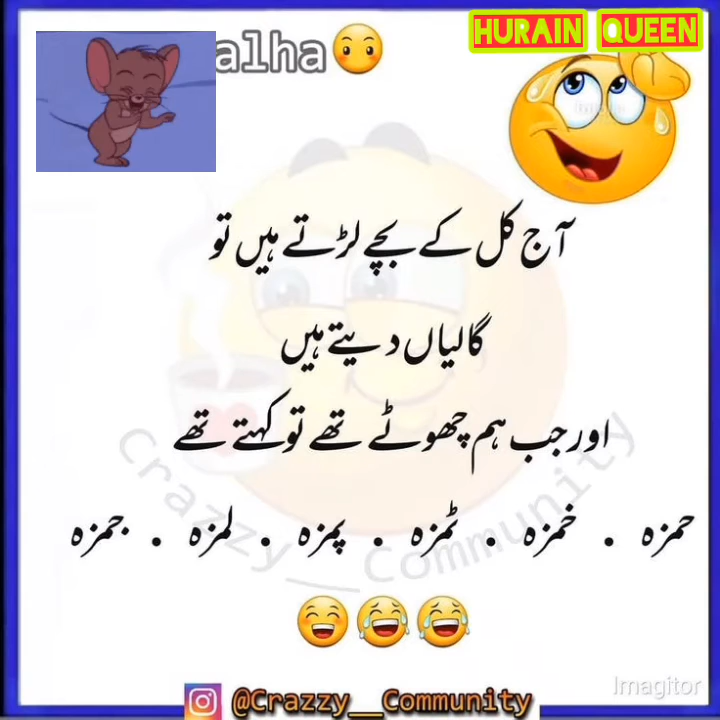 alha
HURAIN QUEEN
آج کل کے بچے لڑتے ہیں تو
گالیاں دیتے ہیں
اور جب ہم چھوٹے تھے تو کہتے تھے
حمزہ . خمزہ . ٹمزہ . پمزہ . لمزہ . جمزہ
Crazzy__Community
Imagitor
@Crazzy__Community